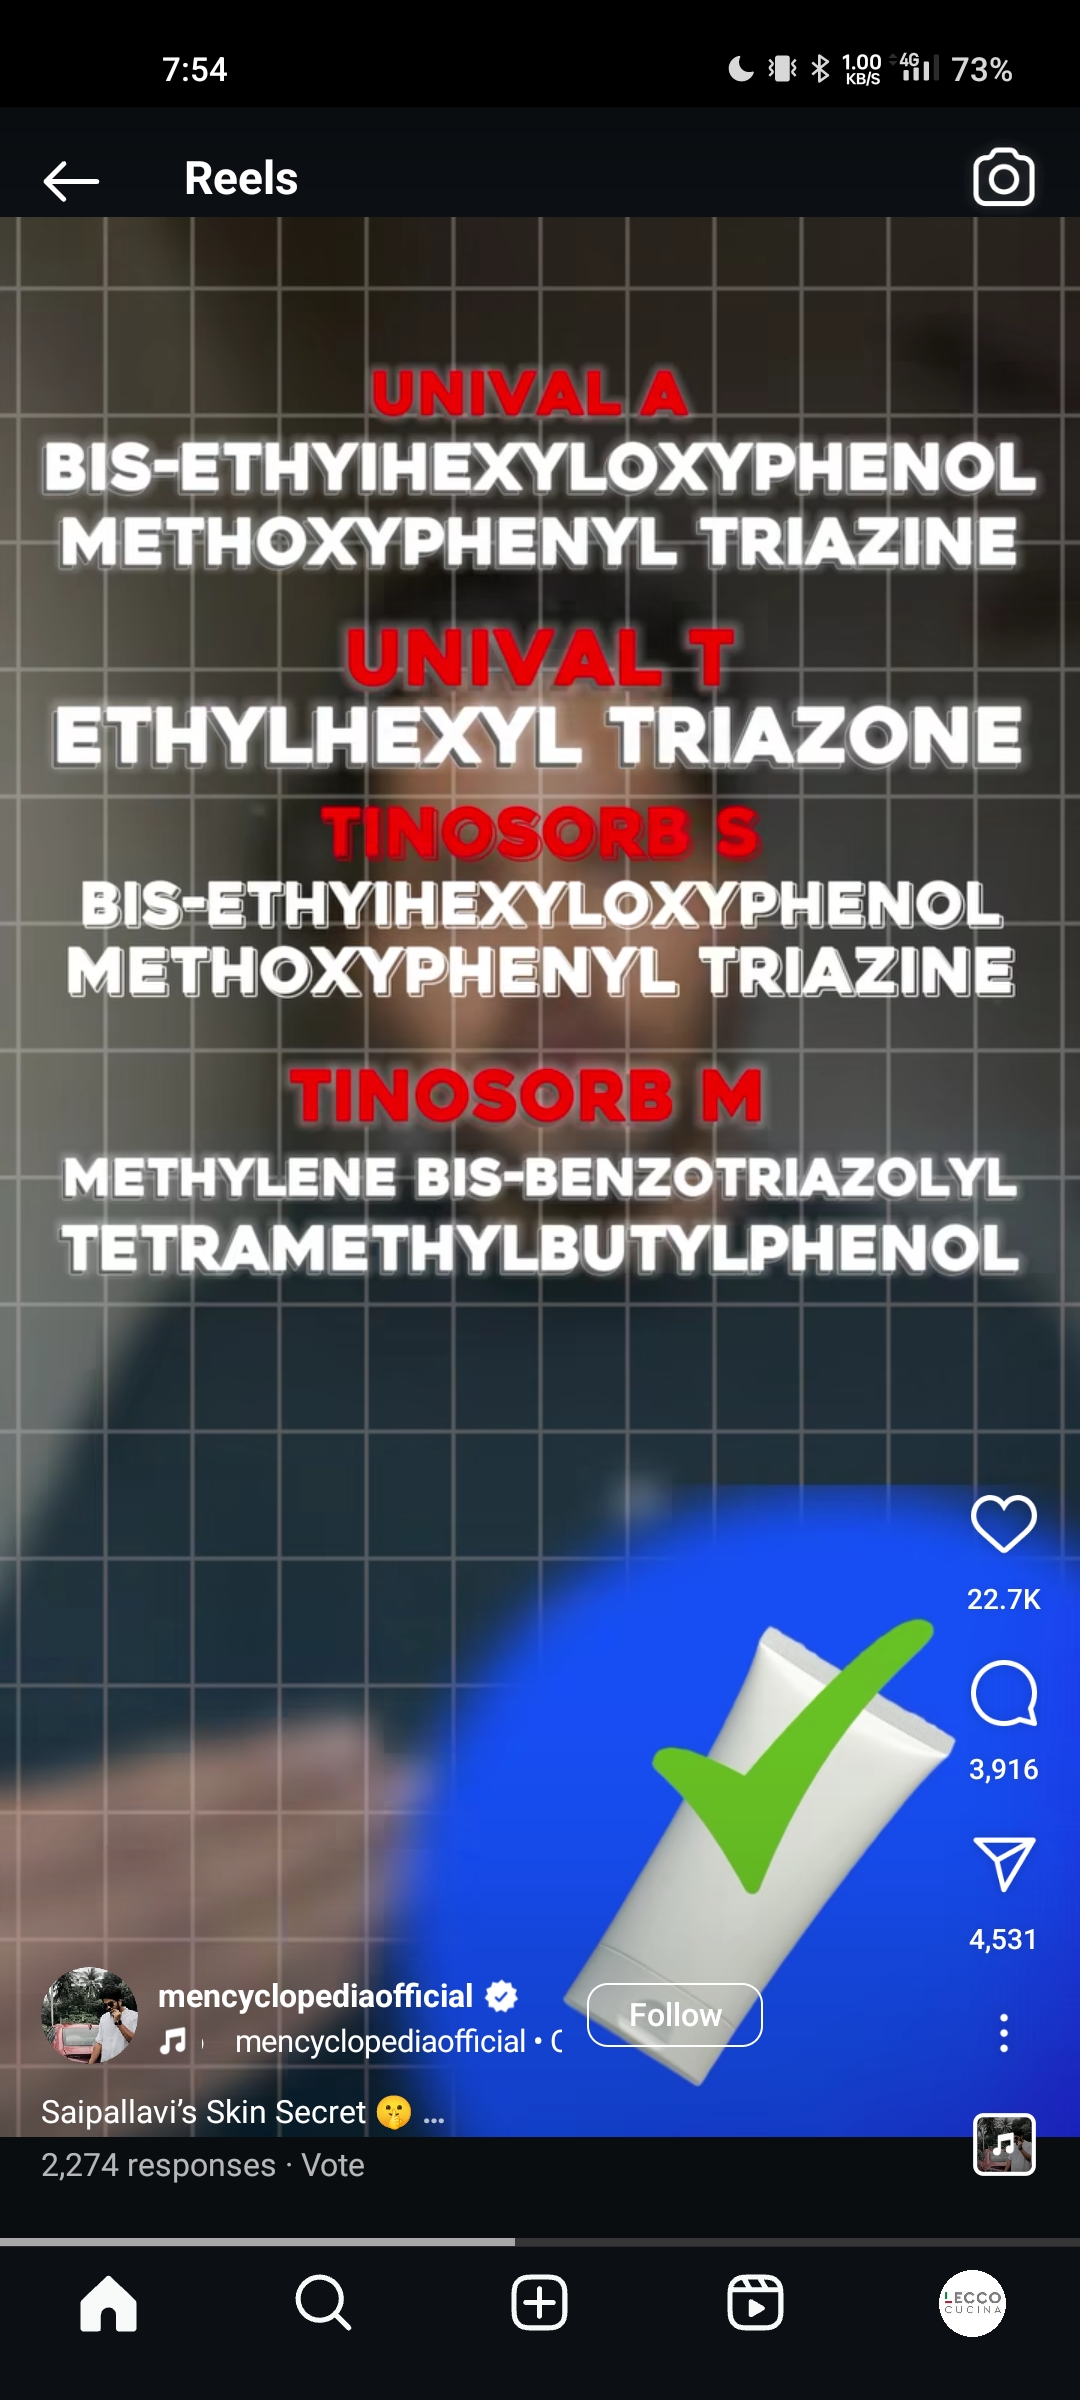 7:54
1.00
KB/S
4G
73%
Reels
UNIVAL A
BIS-ETHYIHEXYLOXYPHENOL
METHOXYPHENYL TRIAZINE
UNIVAL T
ETHYLHEXYL TRIAZONE
TINOSORB S
BIS-ETHYIHEXYLOXYPHENOL
METHOXYPHENYL TRIAZINE
TINOSORB M
METHYLENE BIS-BENZOTRIAZOLYL
TETRAMETHYLBUTYLPHENOL
22.7K
3,916
4,531
mencyclopediaofficial
Follow
mencyclopediaofficial •
Saipallavi’s Skin Secret 🤫 ...
2,274 responses · Vote
LECCO
CUCINA